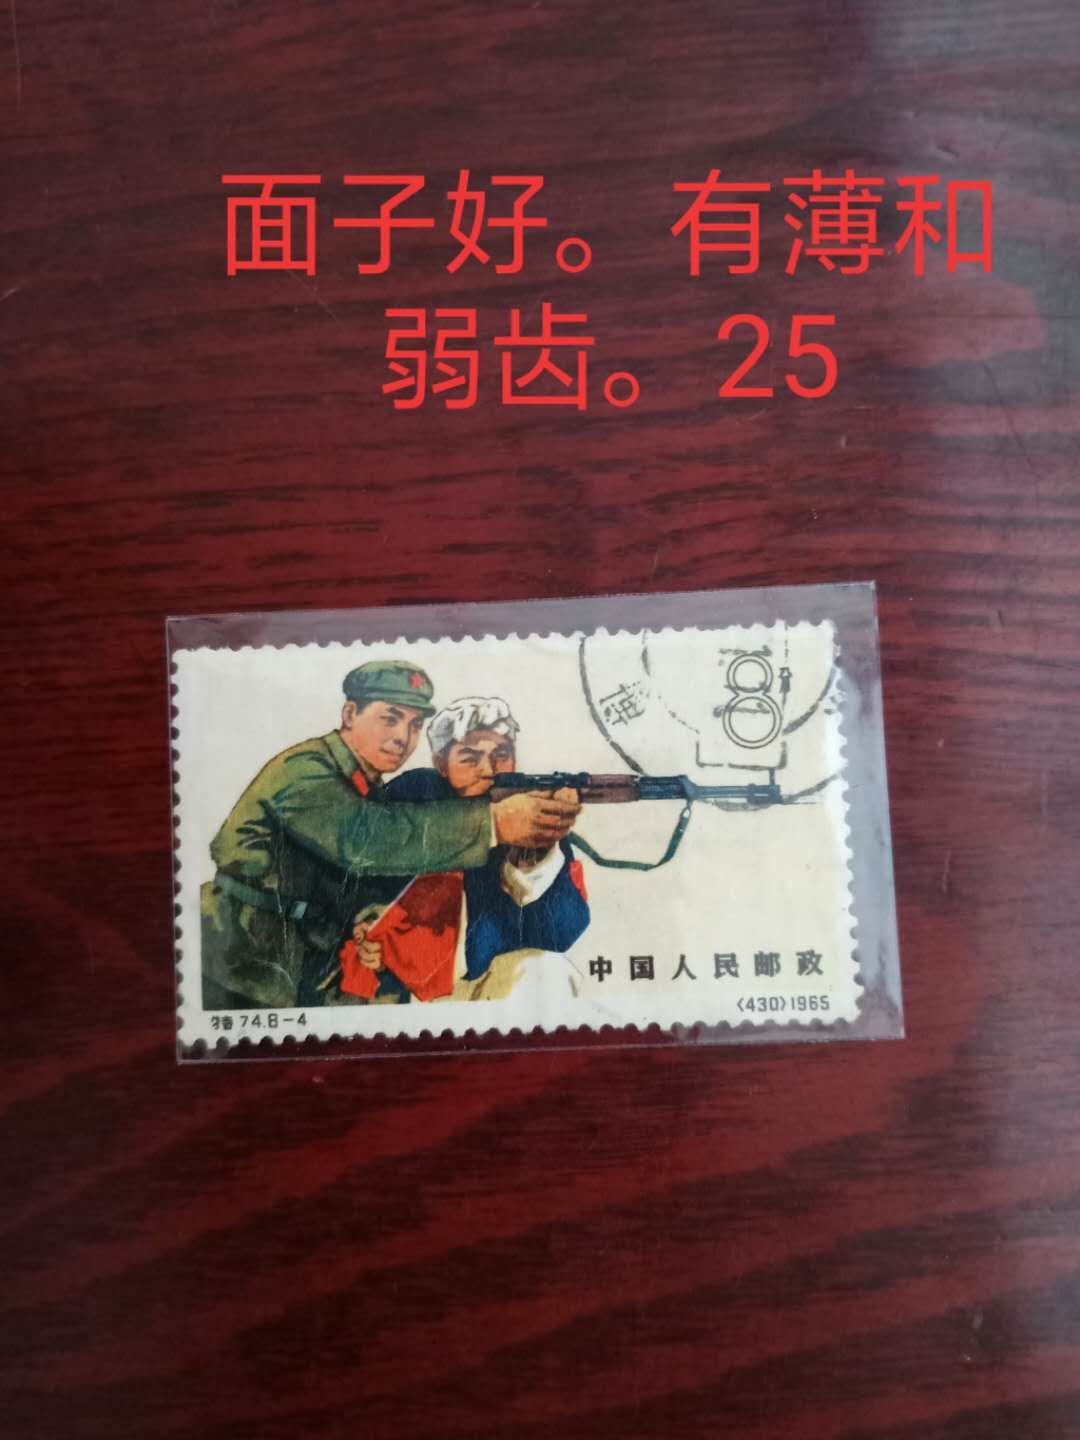 面子好。有薄和
弱齿。25
8
中国人民邮政
特74.8-4
(430)1965